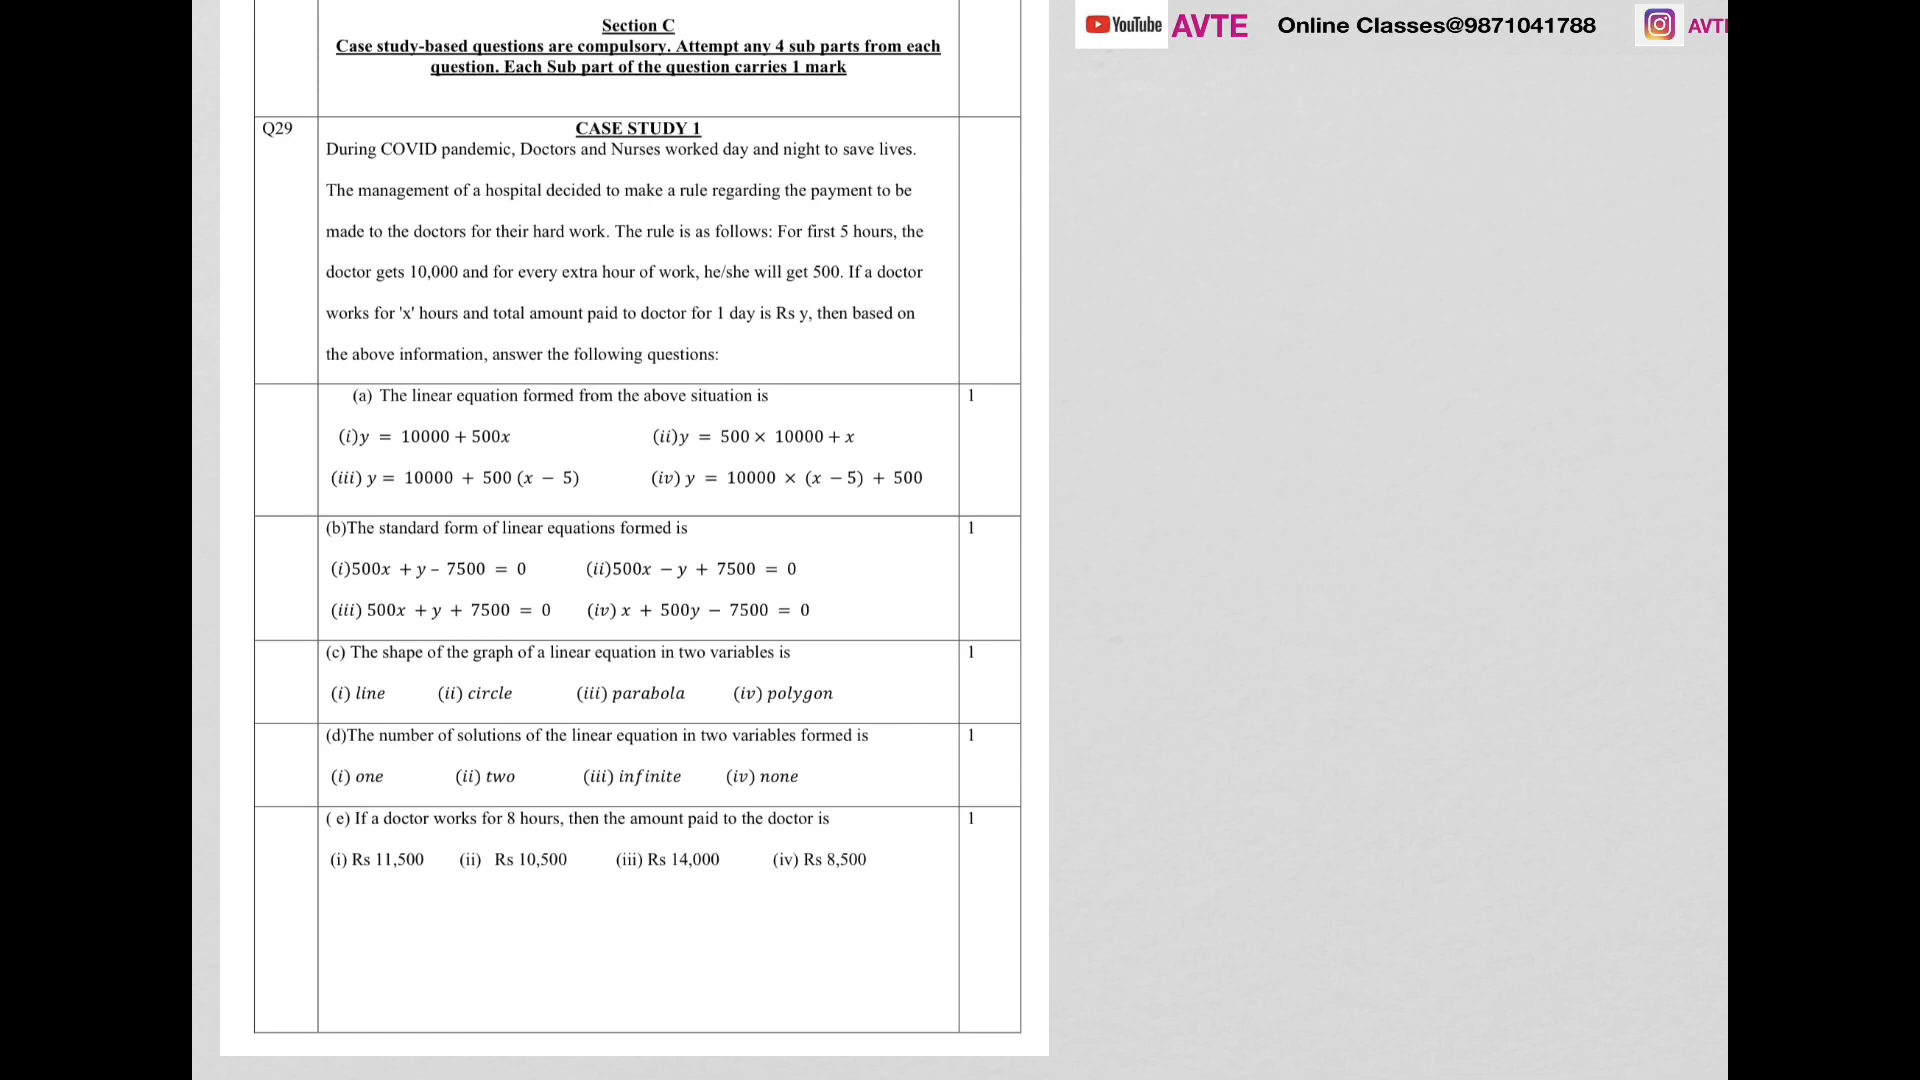 Section C
Case study-based questions are compulsory. Attempt any 4 sub parts from each
question. Each Sub part of the question carries 1 mark
YouTube AVTE Online Classes@9871041788 AVTE
Q29 CASE STUDY 1
During COVID pandemic, Doctors and Nurses worked day and night to save lives.
The management of a hospital decided to make a rule regarding the payment to be
made to the doctors for their hard work. The rule is as follows: For first 5 hours, the
doctor gets 10,000 and for every extra hour of work, he/she will get 500. If a doctor
works for 'x' hours and total amount paid to doctor for 1 day is Rs y, then based on
the above information, answer the following questions:
(a) The linear equation formed from the above situation is 1
(i)y = 10000 + 500x (ii)y = 500 × 10000 + x
(iii) y = 10000 + 500 (x − 5) (iv) y = 10000 × (x − 5) + 500
(b)The standard form of linear equations formed is 1
(i)500x + y – 7500 = 0 (ii)500x − y + 7500 = 0
(iii) 500x + y + 7500 = 0 (iv) x + 500y − 7500 = 0
(c) The shape of the graph of a linear equation in two variables is 1
(i) line (ii) circle (iii) parabola (iv) polygon
(d)The number of solutions of the linear equation in two variables formed is 1
(i) one (ii) two (iii) infinite (iv) none
( e) If a doctor works for 8 hours, then the amount paid to the doctor is 1
(i) Rs 11,500 (ii) Rs 10,500 (iii) Rs 14,000 (iv) Rs 8,500